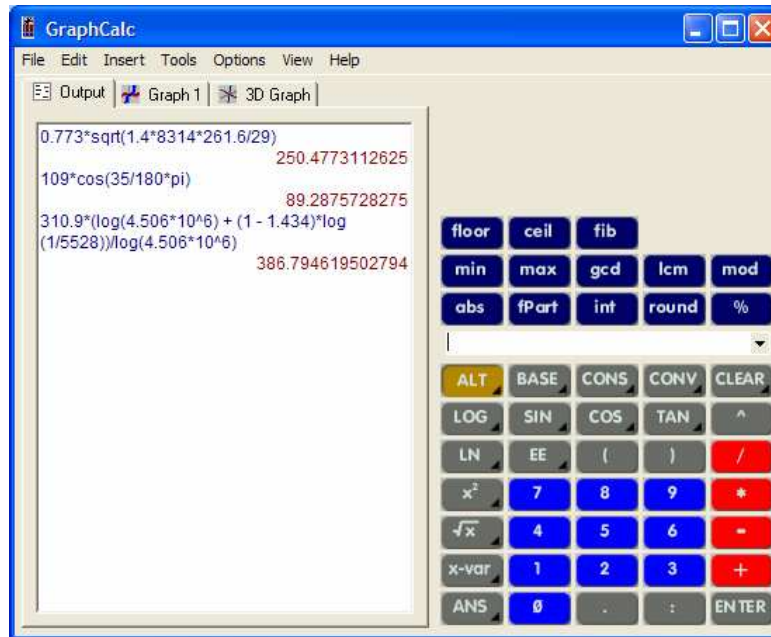 GraphCalc
File Edit Insert Tools Options View Help
Output Graph 1 3D Graph
0.773*sqrt(1.4*8314*261.6/29)
250.4773112625
109*cos(35/180*pi)
89.2875728275
310.9*(log(4.506*10^6) + (1 - 1.434)*log
(1/5528))/log(4.506*10^6)
386.794619502794
floor ceil fib
min max gcd lcm mod
abs fPart int round %
ALT BASE CONS CONV CLEAR
LOG SIN COS TAN ^
LN EE ( ) /
x² 7 8 9 *
√x 4 5 6 -
x-var 1 2 3 +
ANS 0 . : ENTER